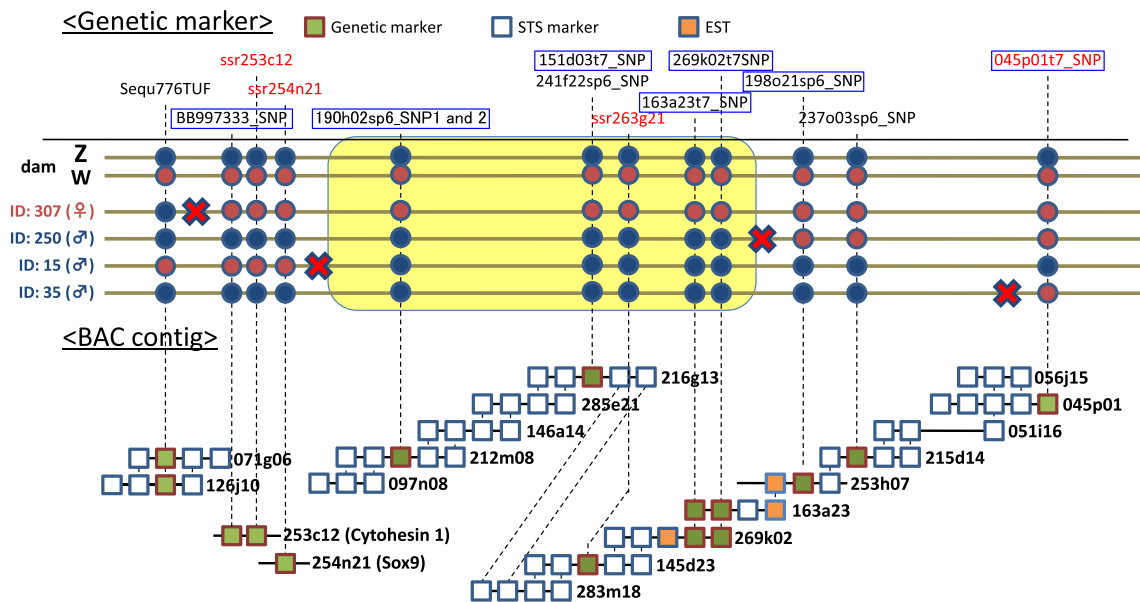 <Genetic marker>
Genetic marker
STS marker
EST
ssr253c12
151d03t7_SNP
269k02t7SNP
045p01t7_SNP
Sequ776TUF
ssr254n21
241f22sp6_SNP
198o21sp6_SNP
163a23t7_SNP
BB997333_SNP
190h02sp6_SNP1 and 2
ssr263g21
237o03sp6_SNP
dam
Z
W
ID: 307 (♀)
ID: 250 (♂)
ID: 15 (♂)
ID: 35 (♂)
<BAC contig>
216g13
056j15
285e21
045p01
146a14
051i16
071g06
212m08
215d14
126j10
097n08
253h07
163a23
253c12 (Cytohesin 1)
269k02
254n21 (Sox9)
145d23
283m18